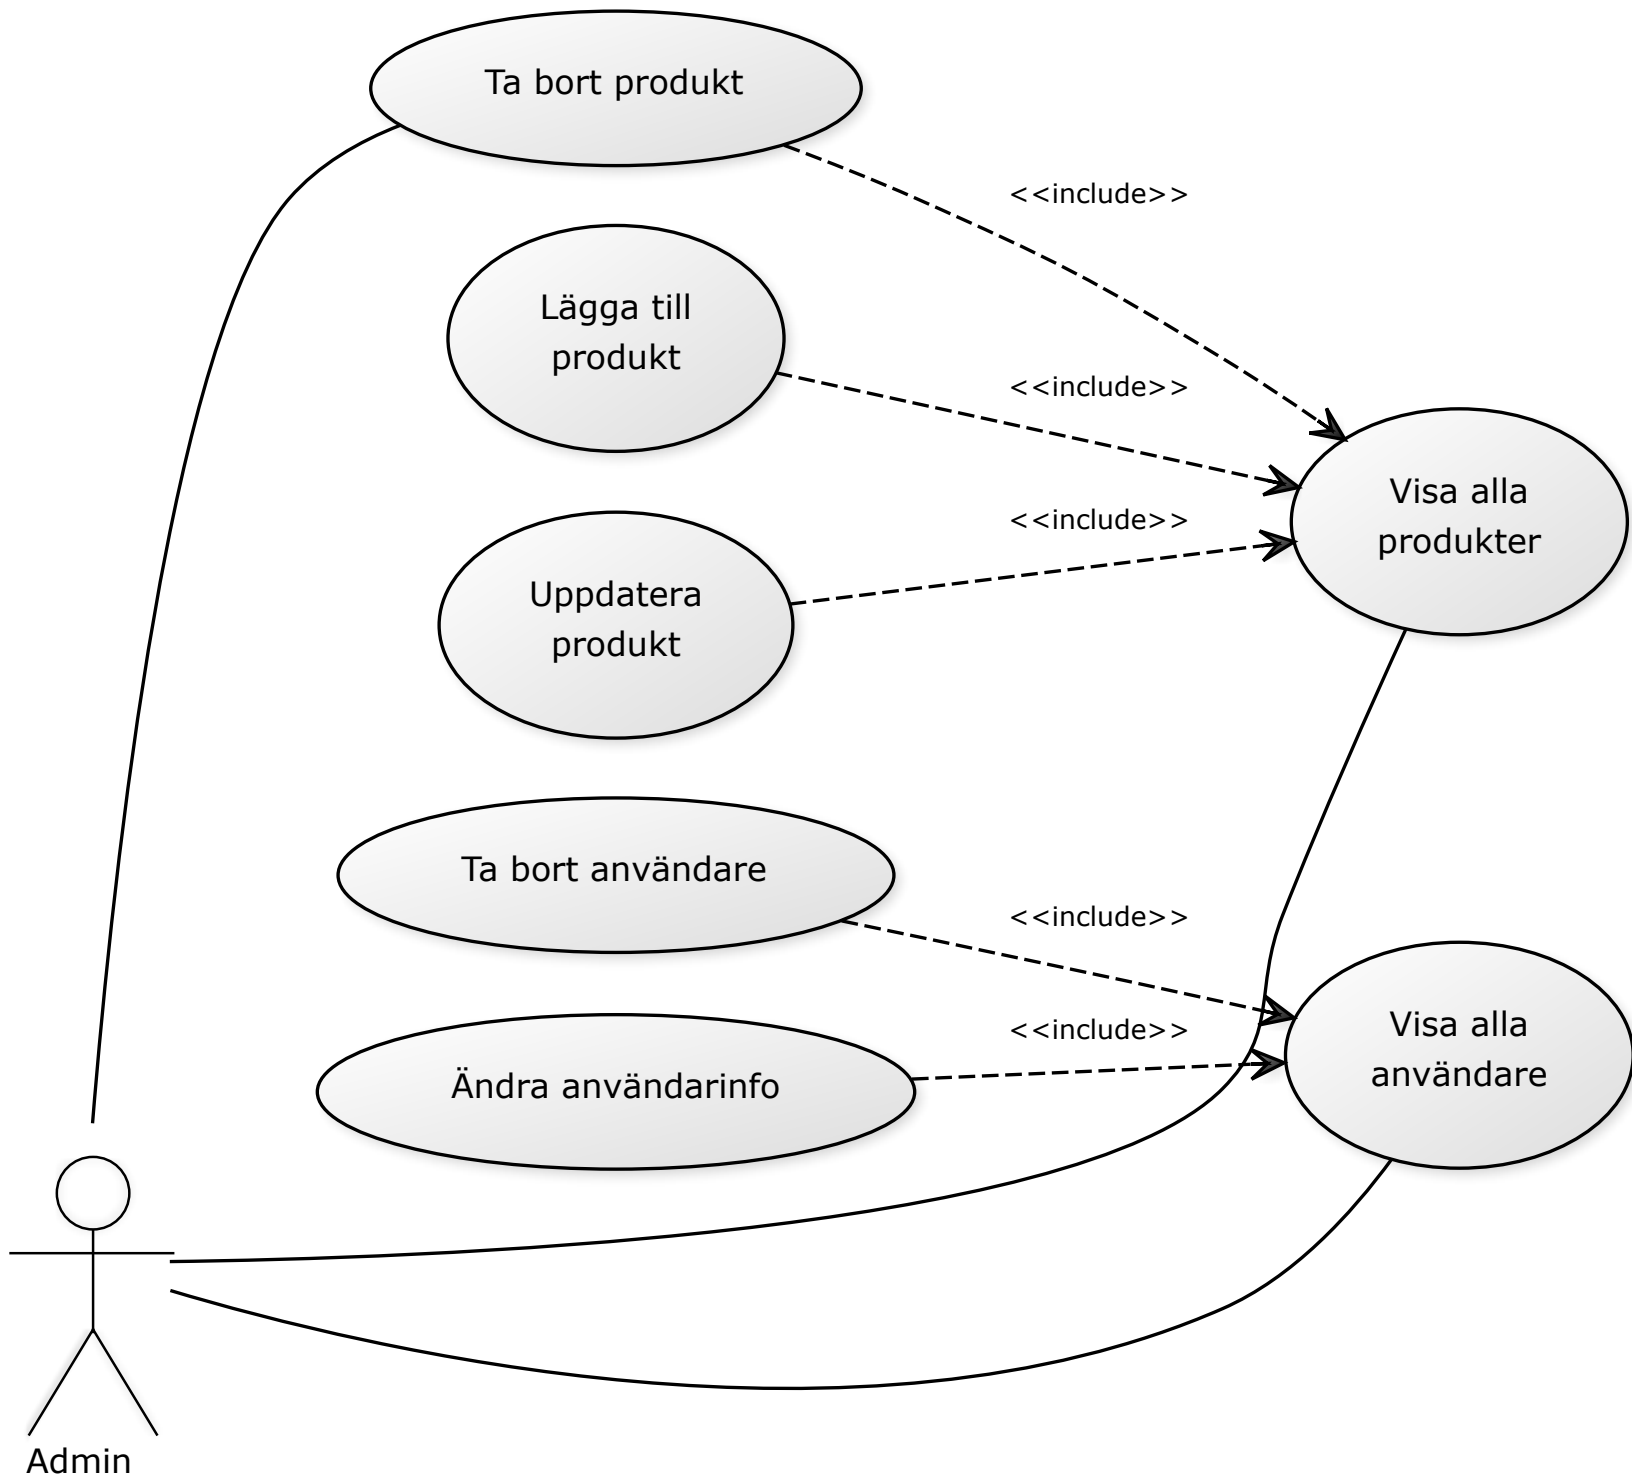 Ta bort produkt
<<include>>
Lägga till
produkt
<<include>>
Visa alla
produkter
<<include>>
Uppdatera
produkt
Ta bort användare
<<include>>
Visa alla
användare
<<include>>
Ändra användarinfo
Admin